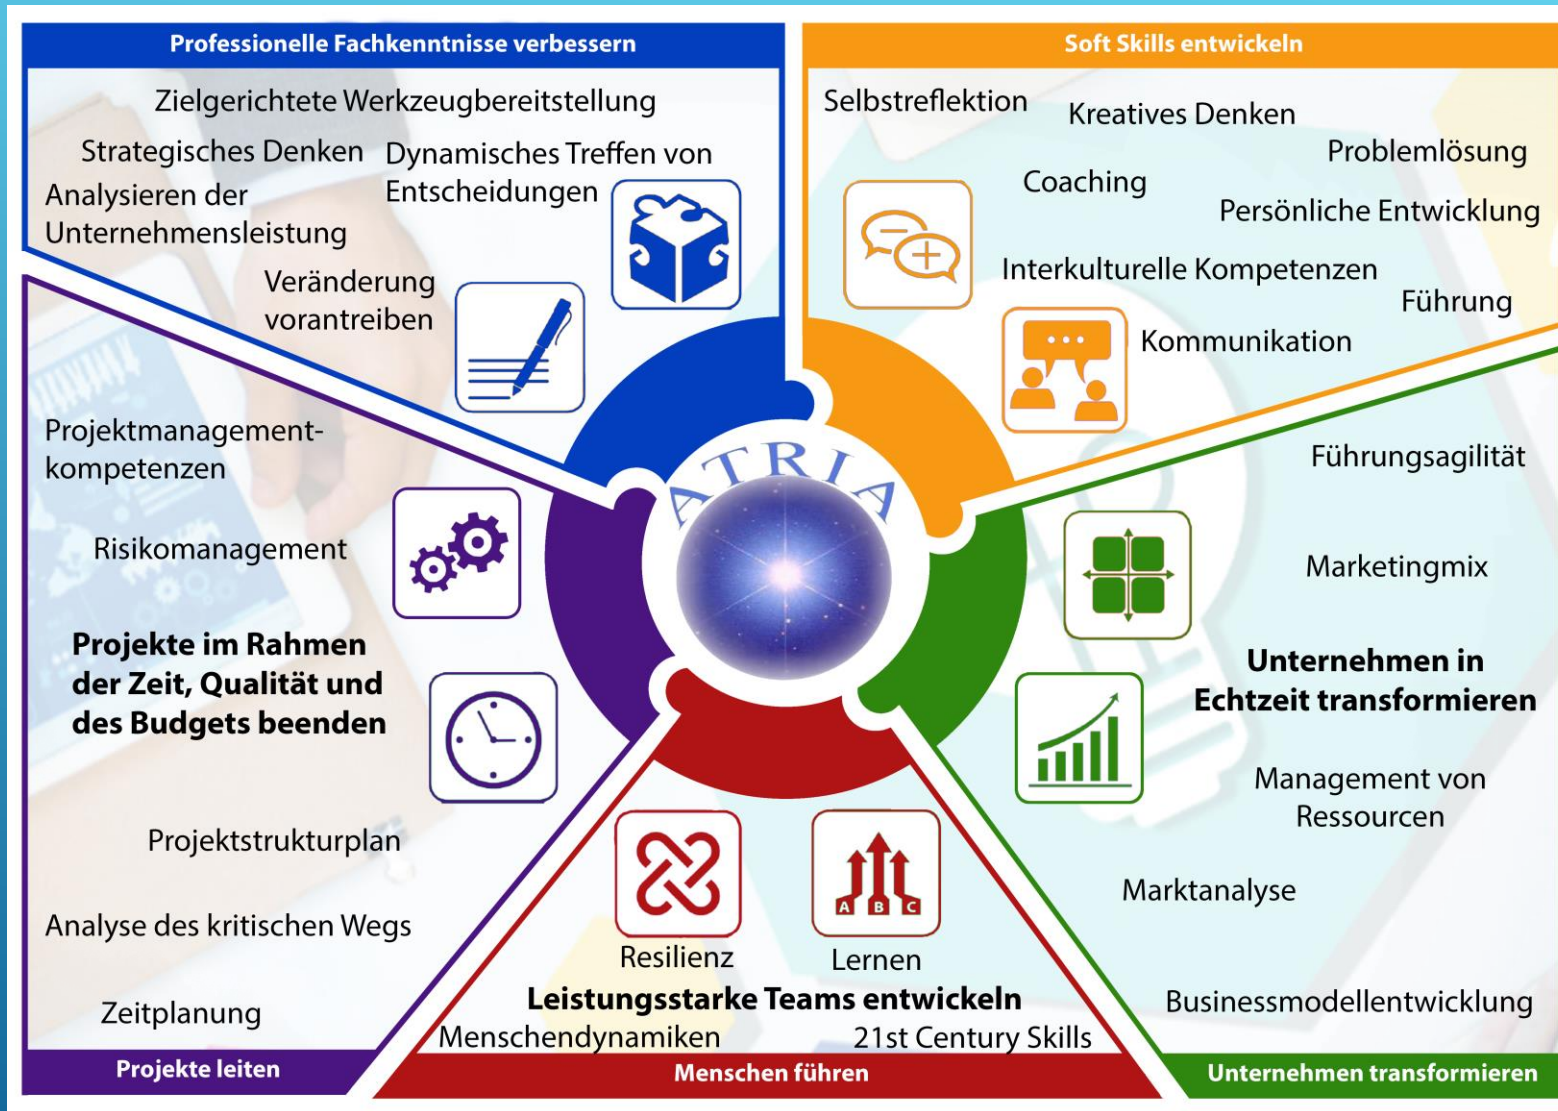 Professionelle Fachkenntnisse verbessern
Zielgerichtete Werkzeugbereitstellung
Strategisches Denken
Dynamisches Treffen von
Entscheidungen
Analysieren der
Unternehmensleistung
Veränderung
vorantreiben
Soft Skills entwickeln
Selbstreflektion
Kreatives Denken
Problemlösung
Coaching
Persönliche Entwicklung
Interkulturelle Kompetenzen
Führung
Kommunikation
ATRIA
Projektmanagement-
kompetenzen
Risikomanagement
Projekte im Rahmen
der Zeit, Qualität und
des Budgets beenden
Projektstrukturplan
Analyse des kritischen Wegs
Zeitplanung
Projekte leiten
A B C
Resilienz
Lernen
Leistungsstarke Teams entwickeln
Menschendynamiken
21st Century Skills
Menschen führen
Führungsagilität
Marketingmix
Unternehmen in
Echtzeit transformieren
Management von
Ressourcen
Marktanalyse
Businessmodellentwicklung
Unternehmen transformieren